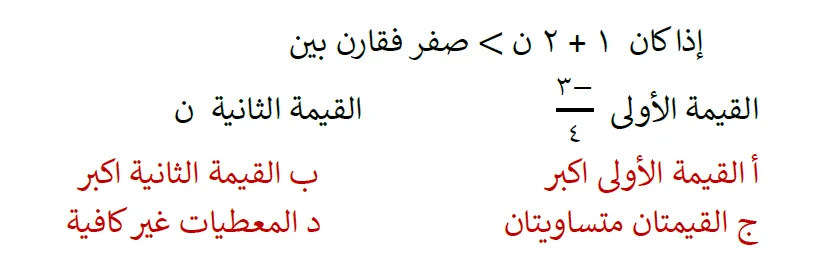 إذا كان ١ + ٢ ن > صفر فقارن بين
القيمة الأولى −٣/٤ القيمة الثانية ن
أ القيمة الأولى اكبر ب القيمة الثانية اكبر
ج القيمتان متساويتان د المعطيات غير كافية